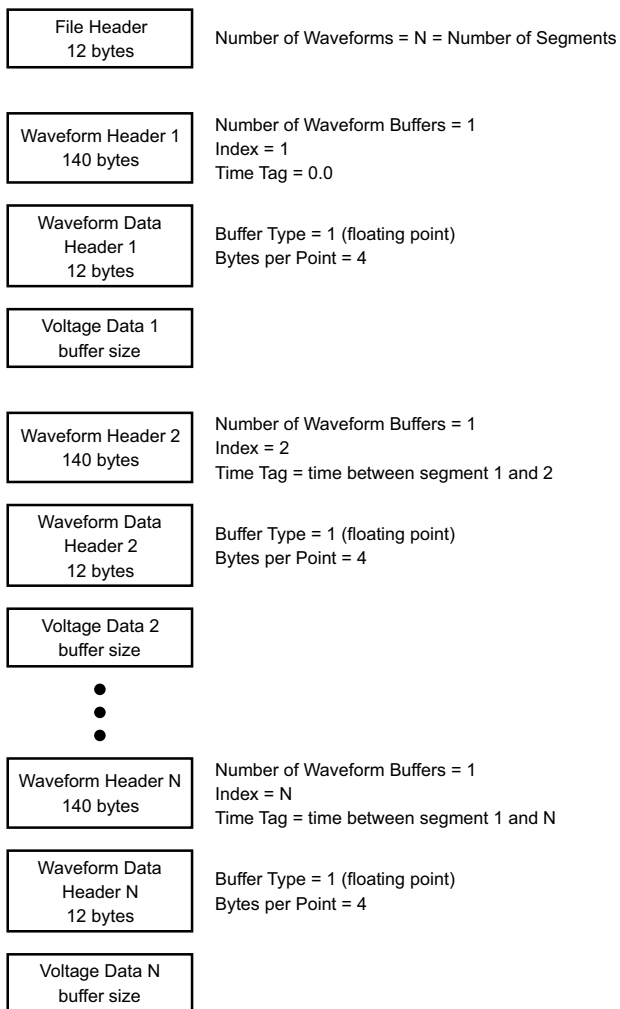 File Header
12 bytes
Number of Waveforms = N = Number of Segments
Waveform Header 1
140 bytes
Number of Waveform Buffers = 1
Index = 1
Time Tag = 0.0
Waveform Data
Header 1
12 bytes
Buffer Type = 1 (floating point)
Bytes per Point = 4
Voltage Data 1
buffer size
Waveform Header 2
140 bytes
Number of Waveform Buffers = 1
Index = 2
Time Tag = time between segment 1 and 2
Waveform Data
Header 2
12 bytes
Buffer Type = 1 (floating point)
Bytes per Point = 4
Voltage Data 2
buffer size
Waveform Header N
140 bytes
Number of Waveform Buffers = 1
Index = N
Time Tag = time between segment 1 and N
Waveform Data
Header N
12 bytes
Buffer Type = 1 (floating point)
Bytes per Point = 4
Voltage Data N
buffer size